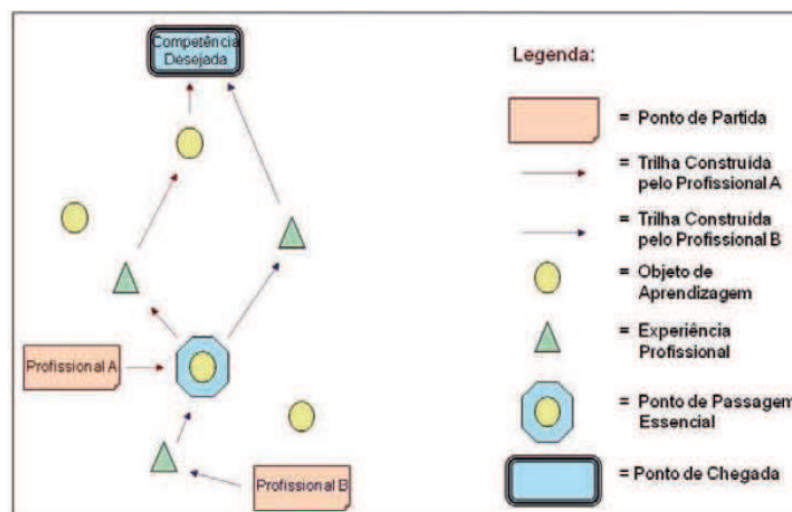 Competência
Desejada
Profissional A
Profissional B
Legenda:
= Ponto de Partida
= Trilha Construída
pelo Profissional A
= Trilha Construída
pelo Profissional B
= Objeto de
Aprendizagem
= Experiência
Profissional
= Ponto de Passagem
Essencial
= Ponto de Chegada